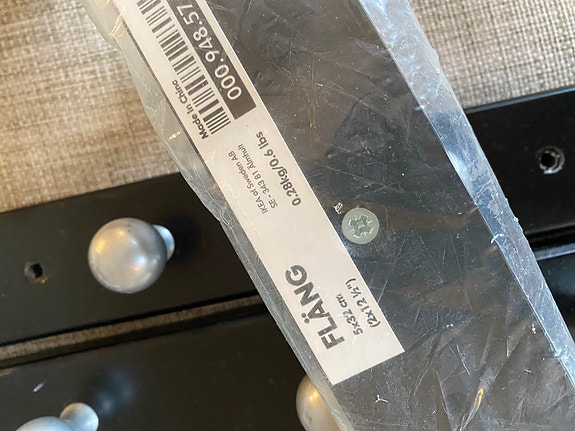 000.948.57
Made In China
IKEA of Sweden AB
SE - 343 81 Älmhult
0.28kg/0.6 lbs
FLÄNG
5x32 cm
(2x12 ½")